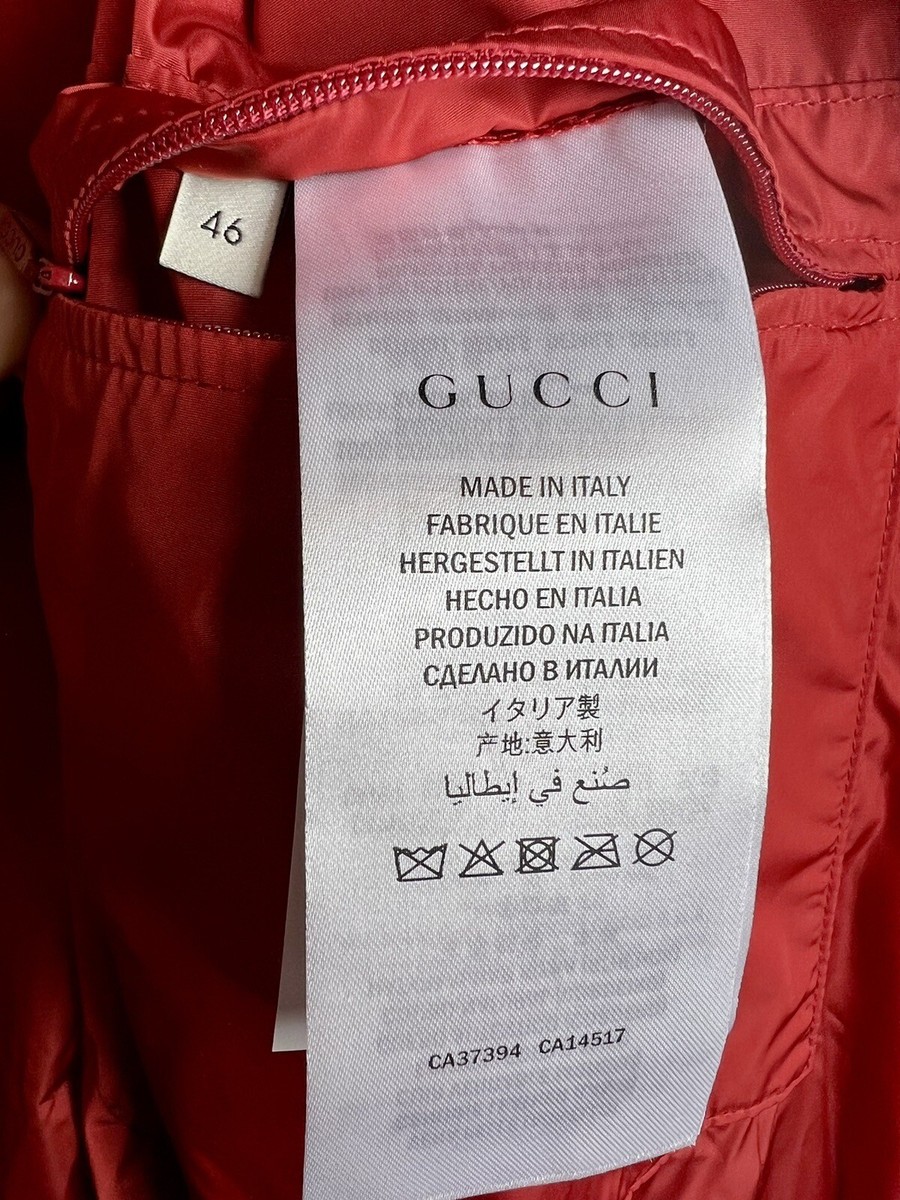 46
GUCCI
MADE IN ITALY
FABRIQUE EN ITALIE
HERGESTELLT IN ITALIEN
HECHO EN ITALIA
PRODUZIDO NA ITALIA
СДЕЛАНО В ИТАЛИИ
イタリア製
产地:意大利
صُنع في إيطاليا
CA37394 CA14517